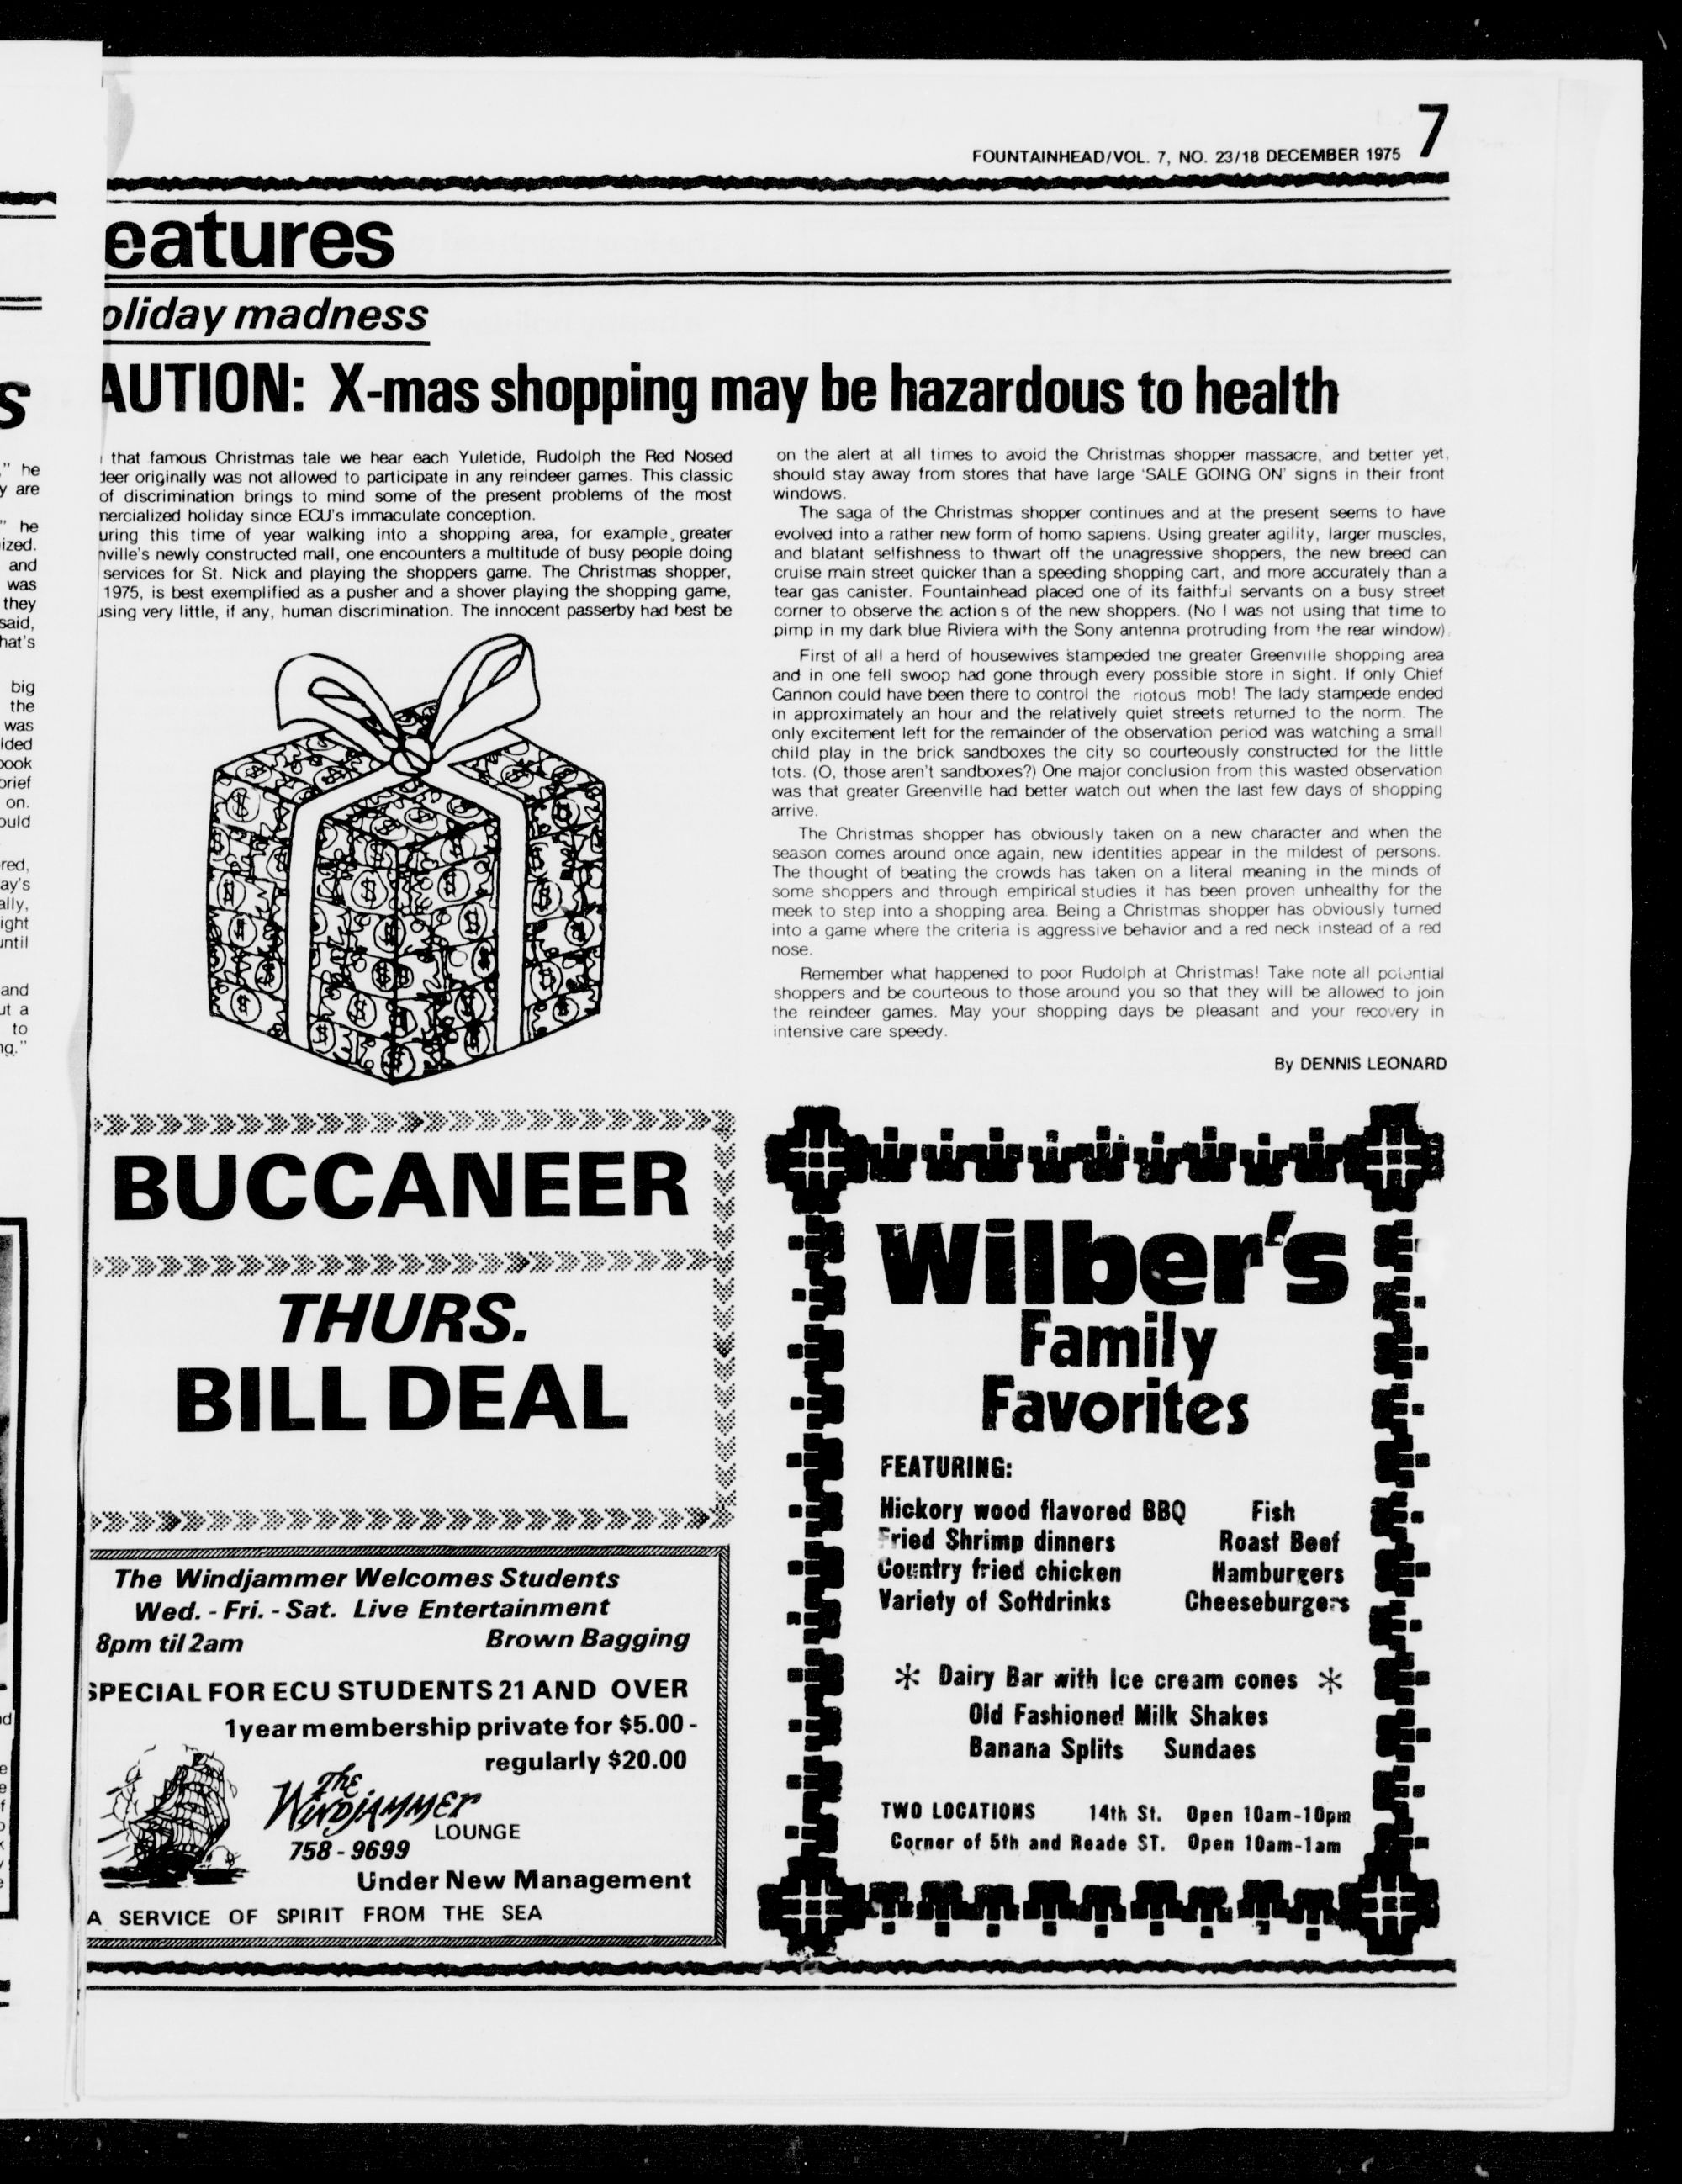 7
FOUNTAINHEAD/VOL. 7, NO. 23/18 DECEMBER 1975
eatures
oliday madness
AUTION: X-mas shopping may be hazardous to health
that famous Christmas tale we hear each Yuletide, Rudolph the Red Nosed
deer originally was not allowed to participate in any reindeer games. This classic
of discrimination brings to mind some of the present problems of the most
mercialized holiday since ECU's immaculate conception.
uring this time of year walking into a shopping area, for example, greater
nville's newly constructed mall, one encounters a multitude of busy people doing
services for St. Nick and playing the shoppers game. The Christmas shopper,
1975, is best exemplified as a pusher and a shover playing the shopping game,
using very little, if any, human discrimination. The innocent passerby had best be
on the alert at all times to avoid the Christmas shopper massacre, and better yet,
should stay away from stores that have large 'SALE GOING ON' signs in their front
windows.
The saga of the Christmas shopper continues and at the present seems to have
evolved into a rather new form of homo sapiens. Using greater agility, larger muscles,
and blatant selfishness to thwart off the unagressive shoppers, the new breed can
cruise main street quicker than a speeding shopping cart, and more accurately than a
tear gas canister. Fountainhead placed one of its faithful servants on a busy street
corner to observe the actions of the new shoppers. (No I was not using that time to
pimp in my dark blue Riviera with the Sony antenna protruding from the rear window).
First of all a herd of housewives stampeded the greater Greenville shopping area
and in one fell swoop had gone through every possible store in sight. If only Chief
Cannon could have been there to control the riotous mob! The lady stampede ended
in approximately an hour and the relatively quiet streets returned to the norm. The
only excitement left for the remainder of the observation period was watching a small
child play in the brick sandboxes the city so courteously constructed for the little
tots. (O, those aren't sandboxes?) One major conclusion from this wasted observation
was that greater Greenville had better watch out when the last few days of shopping
arrive.
The Christmas shopper has obviously taken on a new character and when the
season comes around once again, new identities appear in the mildest of persons.
The thought of beating the crowds has taken on a literal meaning in the minds of
some shoppers and through empirical studies it has been proven unhealthy for the
meek to step into a shopping area. Being a Christmas shopper has obviously turned
into a game where the criteria is aggressive behavior and a red neck instead of a red
nose.
Remember what happened to poor Rudolph at Christmas! Take note all potential
shoppers and be courteous to those around you so that they will be allowed to join
the reindeer games. May your shopping days be pleasant and your recovery in
intensive care speedy.
By DENNIS LEONARD
BUCCANEER
THURS.
BILL DEAL
The Windjammer Welcomes Students
Wed. - Fri. - Sat. Live Entertainment
8pm til 2am Brown Bagging
SPECIAL FOR ECU STUDENTS 21 AND OVER
1 year membership private for $5.00 -
regularly $20.00
The
Windjammer
LOUNGE
758 - 9699
Under New Management
A SERVICE OF SPIRIT FROM THE SEA
Wilber's
Family
Favorites
FEATURING:
Hickory wood flavored BBQ Fish
Fried Shrimp dinners Roast Beef
Country fried chicken Hamburgers
Variety of Softdrinks Cheeseburgers
* Dairy Bar with Ice cream cones *
Old Fashioned Milk Shakes
Banana Splits Sundaes
TWO LOCATIONS 14th St. Open 10am-10pm
Corner of 5th and Reade ST. Open 10am-1am
s
" he
y are
" he
ized.
and
was
they
said,
hat's
big
the
was
lded
ook
brief
on.
ould
red,
ay's
ally,
ight
until
and
ut a
to
ng."